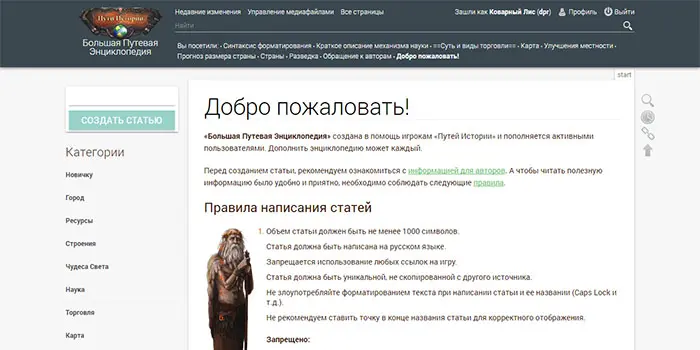 Пути Истории
Большая Путевая
Энциклопедия
Недавние изменения Управление медиафайлами Все страницы
Зашли как Коварный Лис (dpr) Профиль Выйти
Найти
Вы посетили: • Синтаксис форматирования • Краткое описание механизма науки • ==Суть и виды торговли== • Карта • Улучшения местности •
Прогноз размера страны • Страны • Разведка • Обращение к авторам • Добро пожаловать!
start
СОЗДАТЬ СТАТЬЮ
Категории
Новичку
Город
Ресурсы
Строения
Чудеса Света
Наука
Торговля
Карта
Добро пожаловать!
«Большая Путевая Энциклопедия» создана в помощь игрокам «Путей Истории» и пополняется активными
пользователями. Дополнить энциклопедию может каждый.
Перед созданием статьи, рекомендуем ознакомиться с информацией для авторов. А чтобы читать полезную
информацию было удобно и приятно, необходимо соблюдать следующие правила.
Правила написания статей
1. Объем статьи должен быть не менее 1000 символов.
Статья должна быть написана на русском языке.
Запрещается использование любых ссылок на игру.
Статья должна быть уникальной, не скопированной с другого источника.
Не злоупотребляйте форматированием текста при написании статьи и ее названии (Caps Lock и
т.д.).
6. Не рекомендуем ставить точку в конце названия статьи для корректного отображения.
Запрещено: